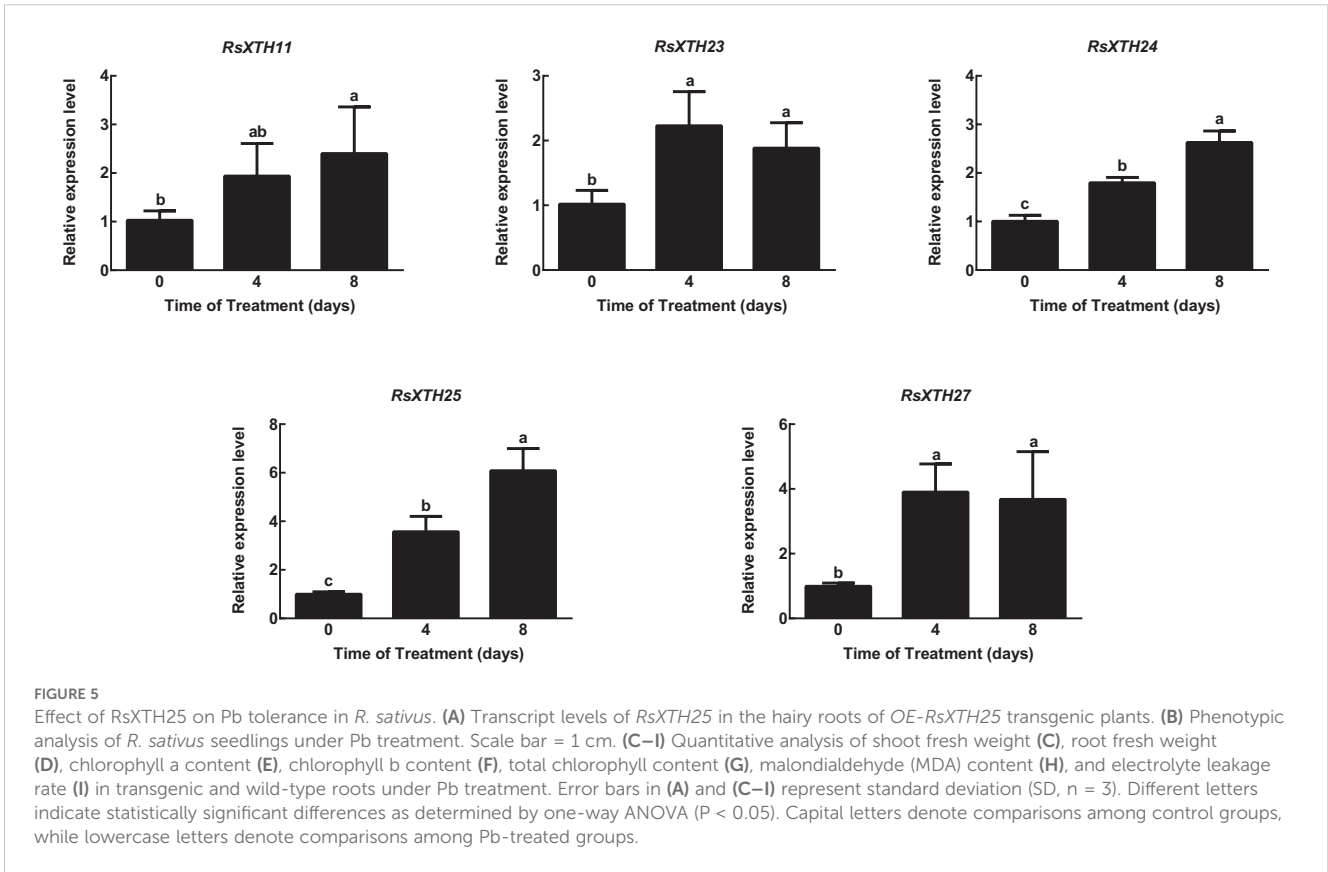 RsXTH11
RsXTH23
RsXTH24
4
3
2
1
0
Relative expression level
b
ab
a
0
4
8
Time of Treatment (days)
3
2
1
0
Relative expression level
b
a
a
0
4
8
Time of Treatment (days)
4
3
2
1
0
Relative expression level
c
b
a
0
4
8
Time of Treatment (days)
RsXTH25
RsXTH27
8
6
4
2
0
Relative expression level
c
b
a
0
4
8
Time of Treatment (days)
6
4
2
0
Relative expression level
b
a
a
0
4
8
Time of Treatment (days)
FIGURE 5
Effect of RsXTH25 on Pb tolerance in R. sativus. (A) Transcript levels of RsXTH25 in the hairy roots of OE-RsXTH25 transgenic plants. (B) Phenotypic
analysis of R. sativus seedlings under Pb treatment. Scale bar = 1 cm. (C–I) Quantitative analysis of shoot fresh weight (C), root fresh weight
(D), chlorophyll a content (E), chlorophyll b content (F), total chlorophyll content (G), malondialdehyde (MDA) content (H), and electrolyte leakage
rate (I) in transgenic and wild-type roots under Pb treatment. Error bars in (A) and (C–I) represent standard deviation (SD, n = 3). Different letters
indicate statistically significant differences as determined by one-way ANOVA (P < 0.05). Capital letters denote comparisons among control groups,
while lowercase letters denote comparisons among Pb-treated groups.